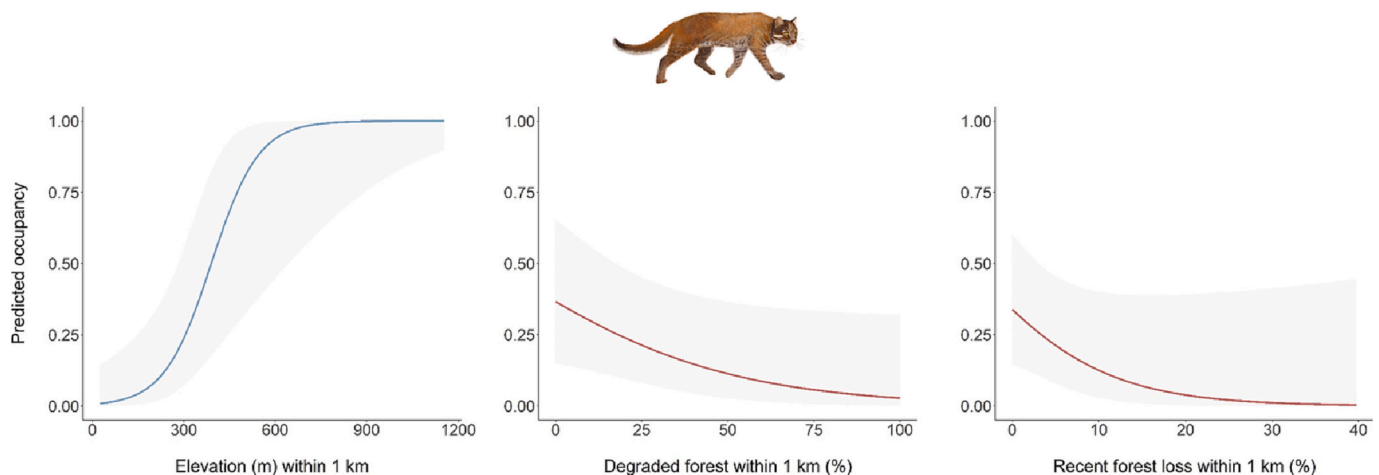 Predicted occupancy
1.00
0.75
0.50
0.25
0.00
0 300 600 900 1200
Elevation (m) within 1 km
1.00
0.75
0.50
0.25
0.00
0 25 50 75 100
Degraded forest within 1 km (%)
1.00
0.75
0.50
0.25
0.00
0 10 20 30 40
Recent forest loss within 1 km (%)